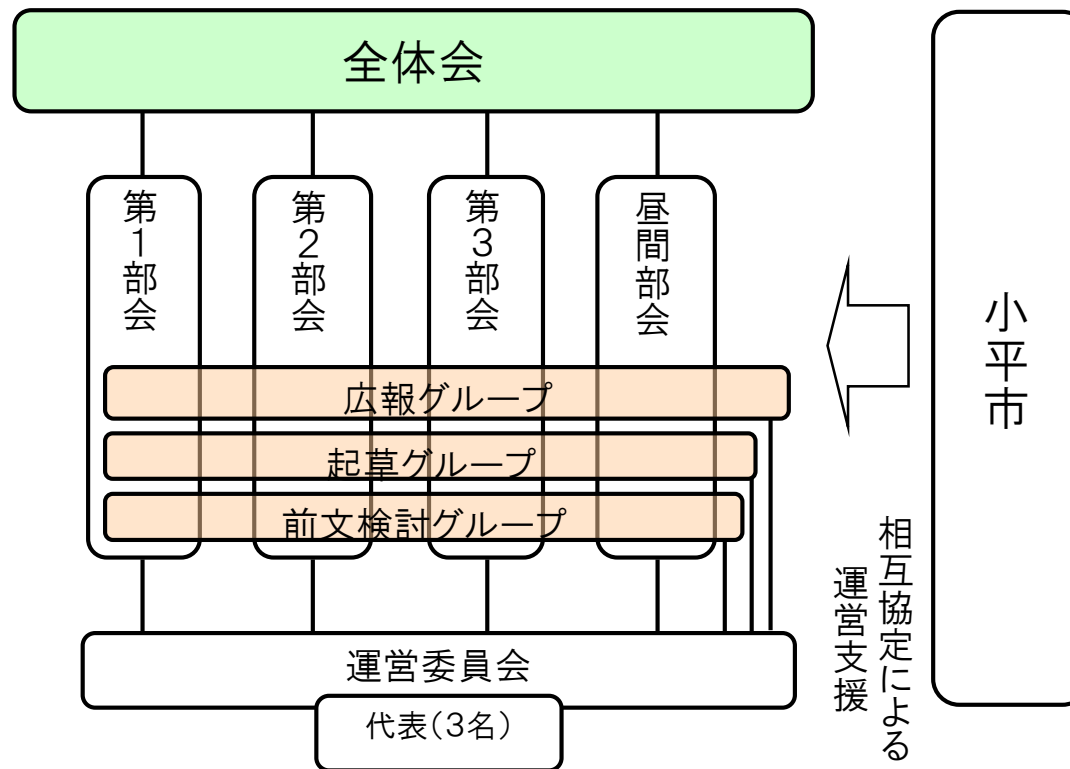 全体会
第1部会
第2部会
第3部会
昼間部会
広報グループ
起草グループ
前文検討グループ
運営委員会
代表(3名)
小平市
相互協定による
運営支援